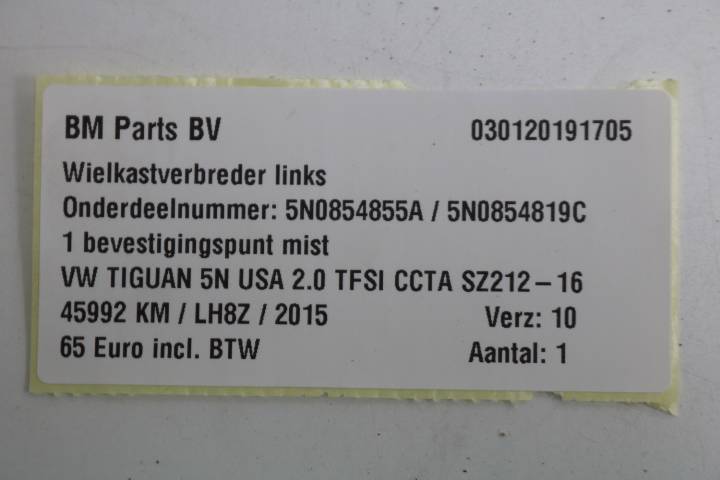 BM Parts BV 030120191705
Wielkastverbreder links
Onderdeelnummer: 5N0854855A / 5N0854819C
1 bevestigingspunt mist
VW TIGUAN 5N USA 2.0 TFSI CCTA SZ212-16
45992 KM / LH8Z / 2015 Verz: 10
65 Euro incl. BTW Aantal: 1